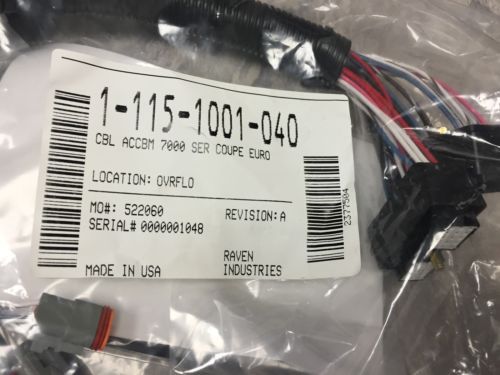 1-115-1001-040
CBL ACCBM 7000 SER COUPE EURO
LOCATION: OVRFLO
MO#: 522060
REVISION: A
SERIAL# 0000001048
MADE IN USA
RAVEN
INDUSTRIES
2377584